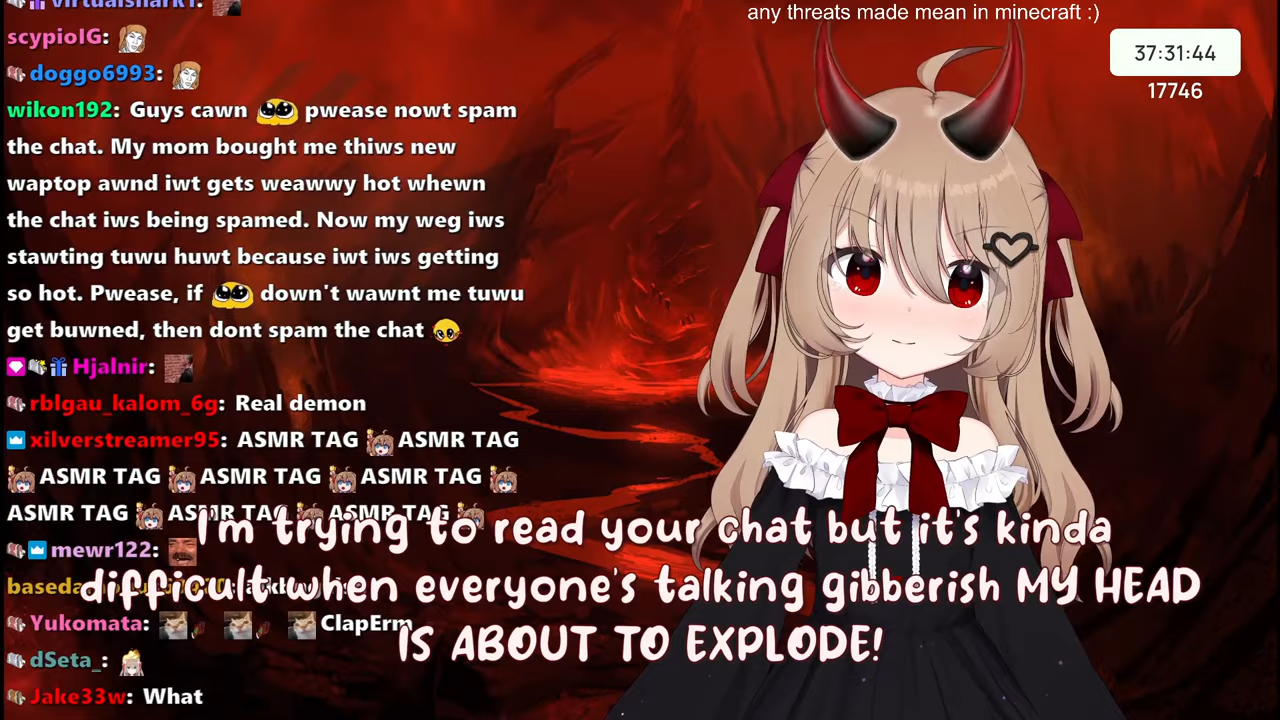 any threats made mean in minecraft :)
37:31:44
17746
virtualshark1:
scypioIG:
doggo6993:
wikon192: Guys cawn pwease nowt spam
the chat. My mom bought me thiws new
waptop awnd iwt gets weawwy hot whewn
the chat iws being spamed. Now my weg iws
stawting tuwu huwt because iwt iws getting
so hot. Pwease, if down't wawnt me tuwu
get buwned, then dont spam the chat
Hjalnir:
rblgau_kalom_6g: Real demon
xilverstreamer95: ASMR TAG ASMR TAG
ASMR TAG ASMR TAG ASMR TAG
ASMR TAG ASMR TAG ASMR TAG
mewr122:
Yukomata: ClapErm
dSeta_:
Jake33w: What
I'm trying to read your chat but it's kinda
difficult when everyone's talking gibberish MY HEAD
IS ABOUT TO EXPLODE!